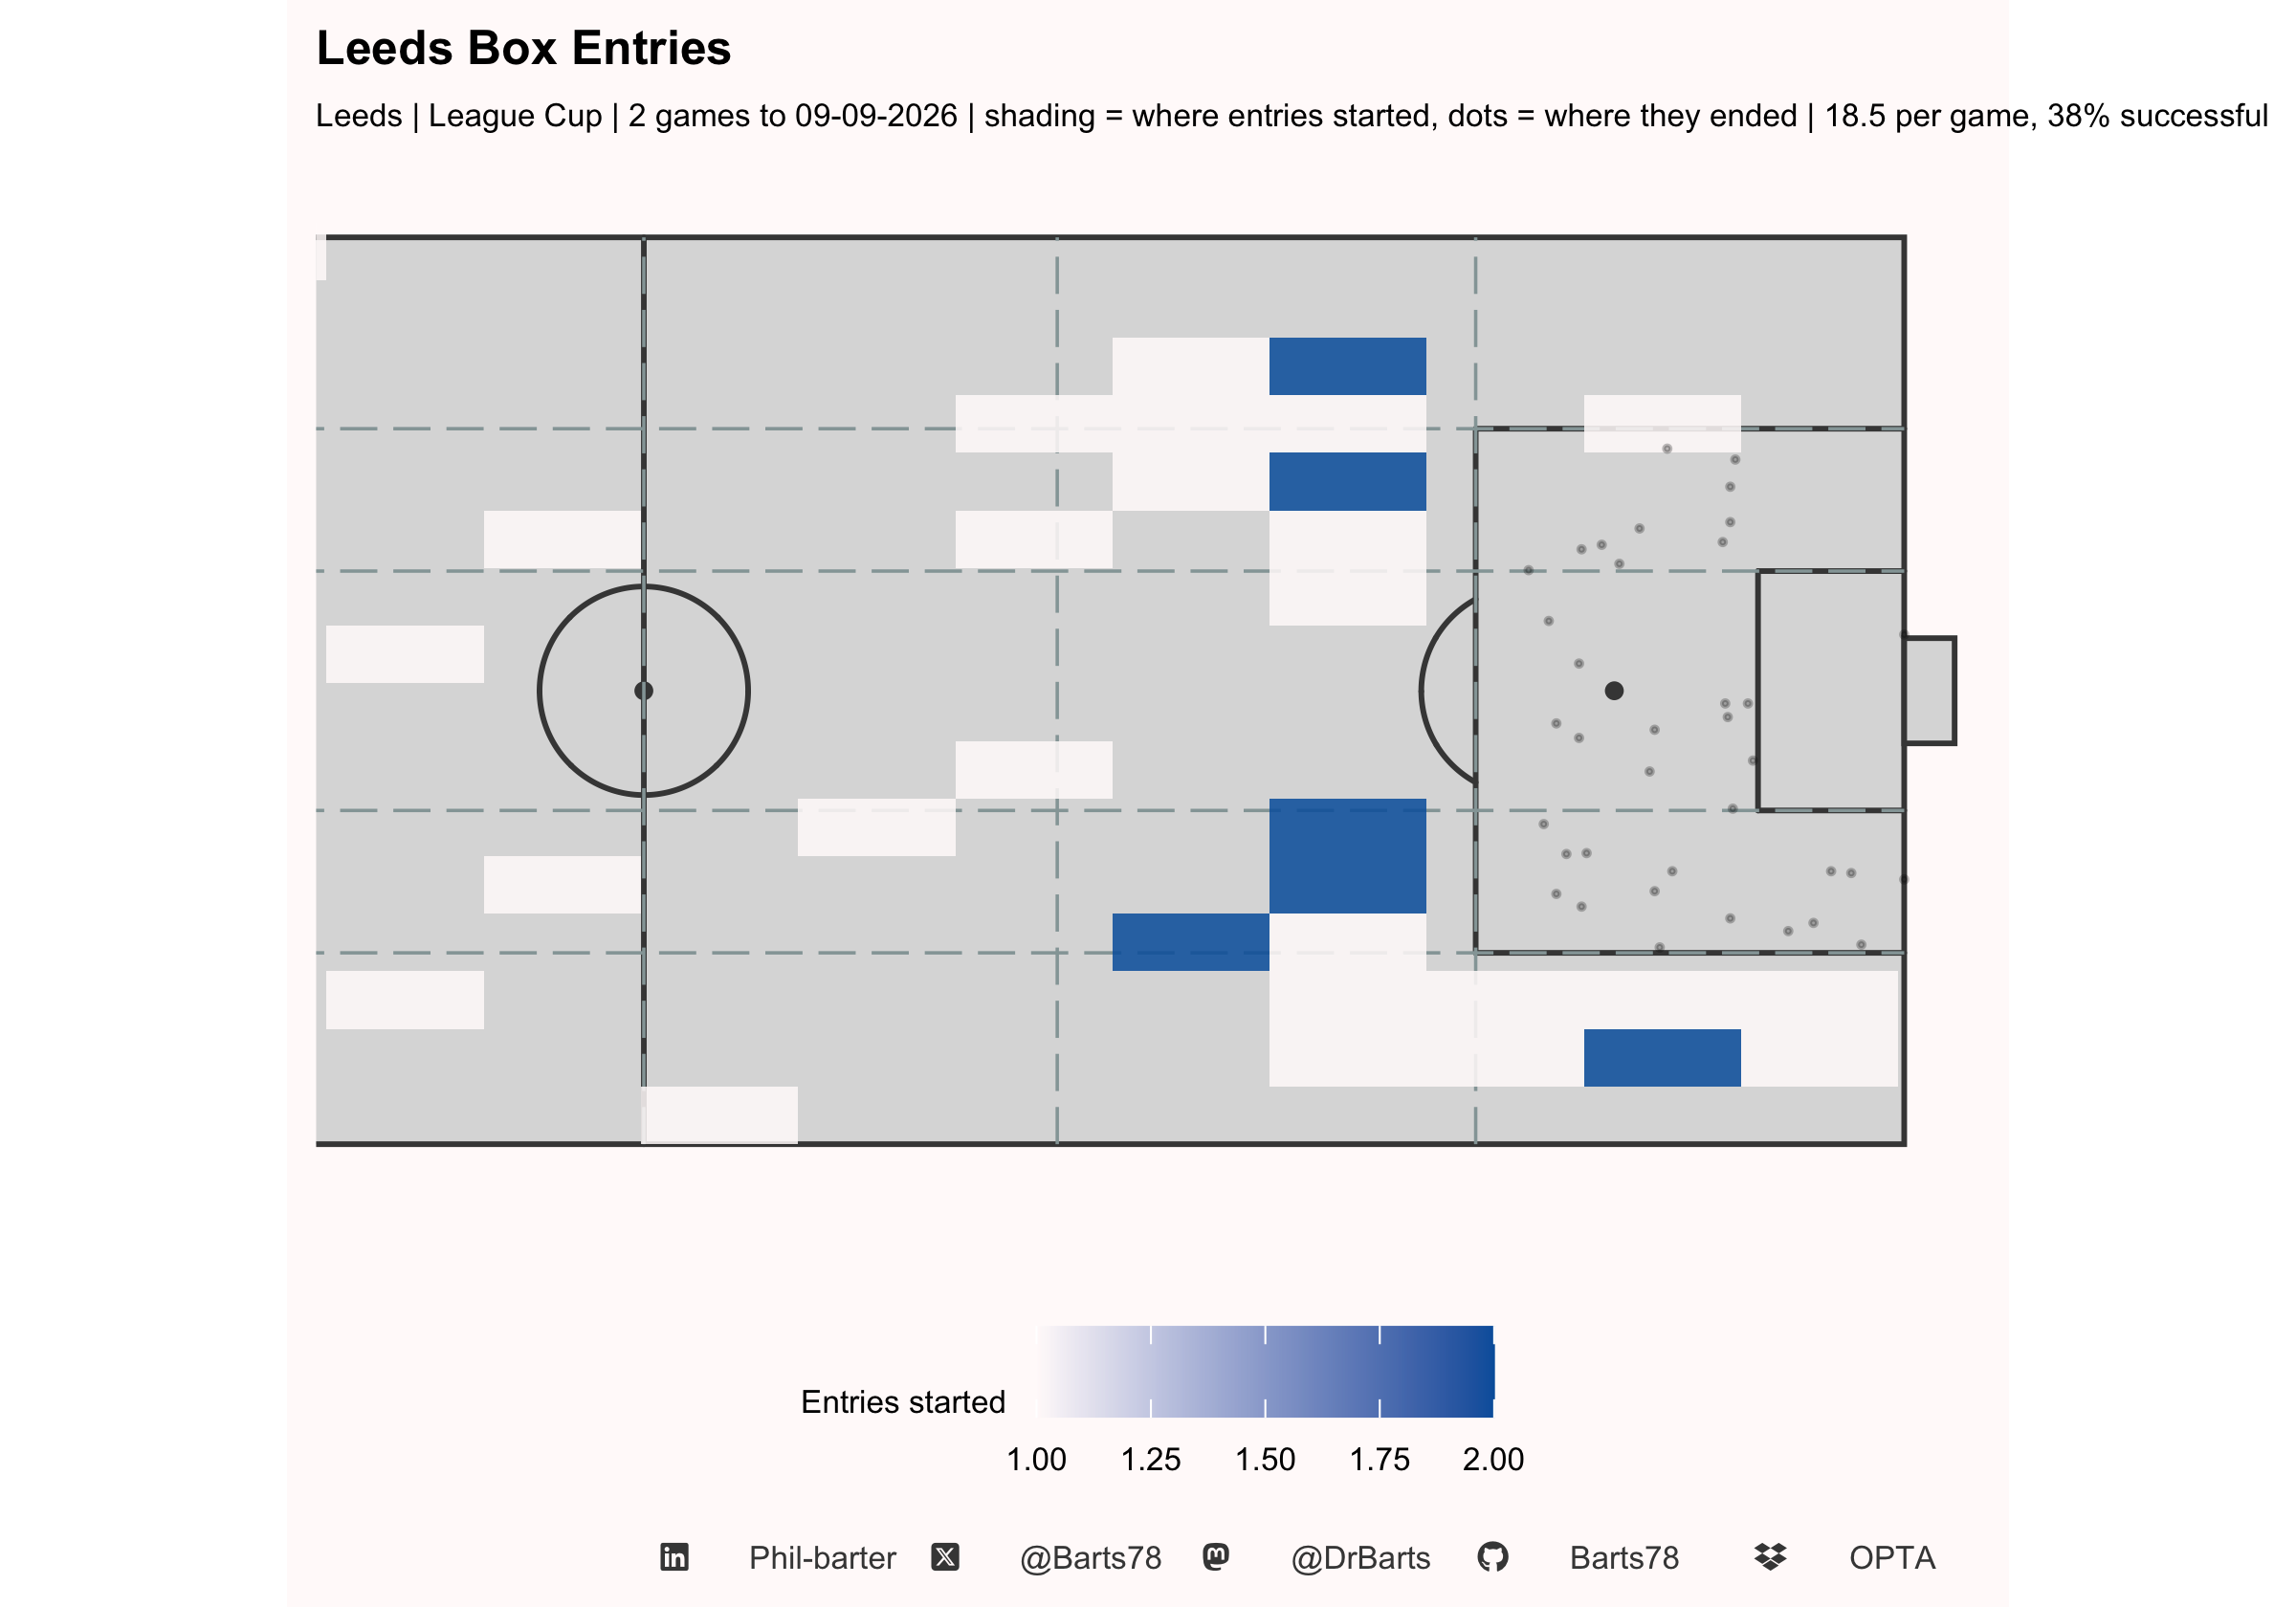 Leeds Box Entries
Leeds | League Cup | 2 games to 09-09-2026 | shading = where entries started, dots = where they ended | 18.5 per game, 38% successful
Entries started
1.00 1.25 1.50 1.75 2.00
Phil-barter @Barts78 @DrBarts Barts78 OPTA